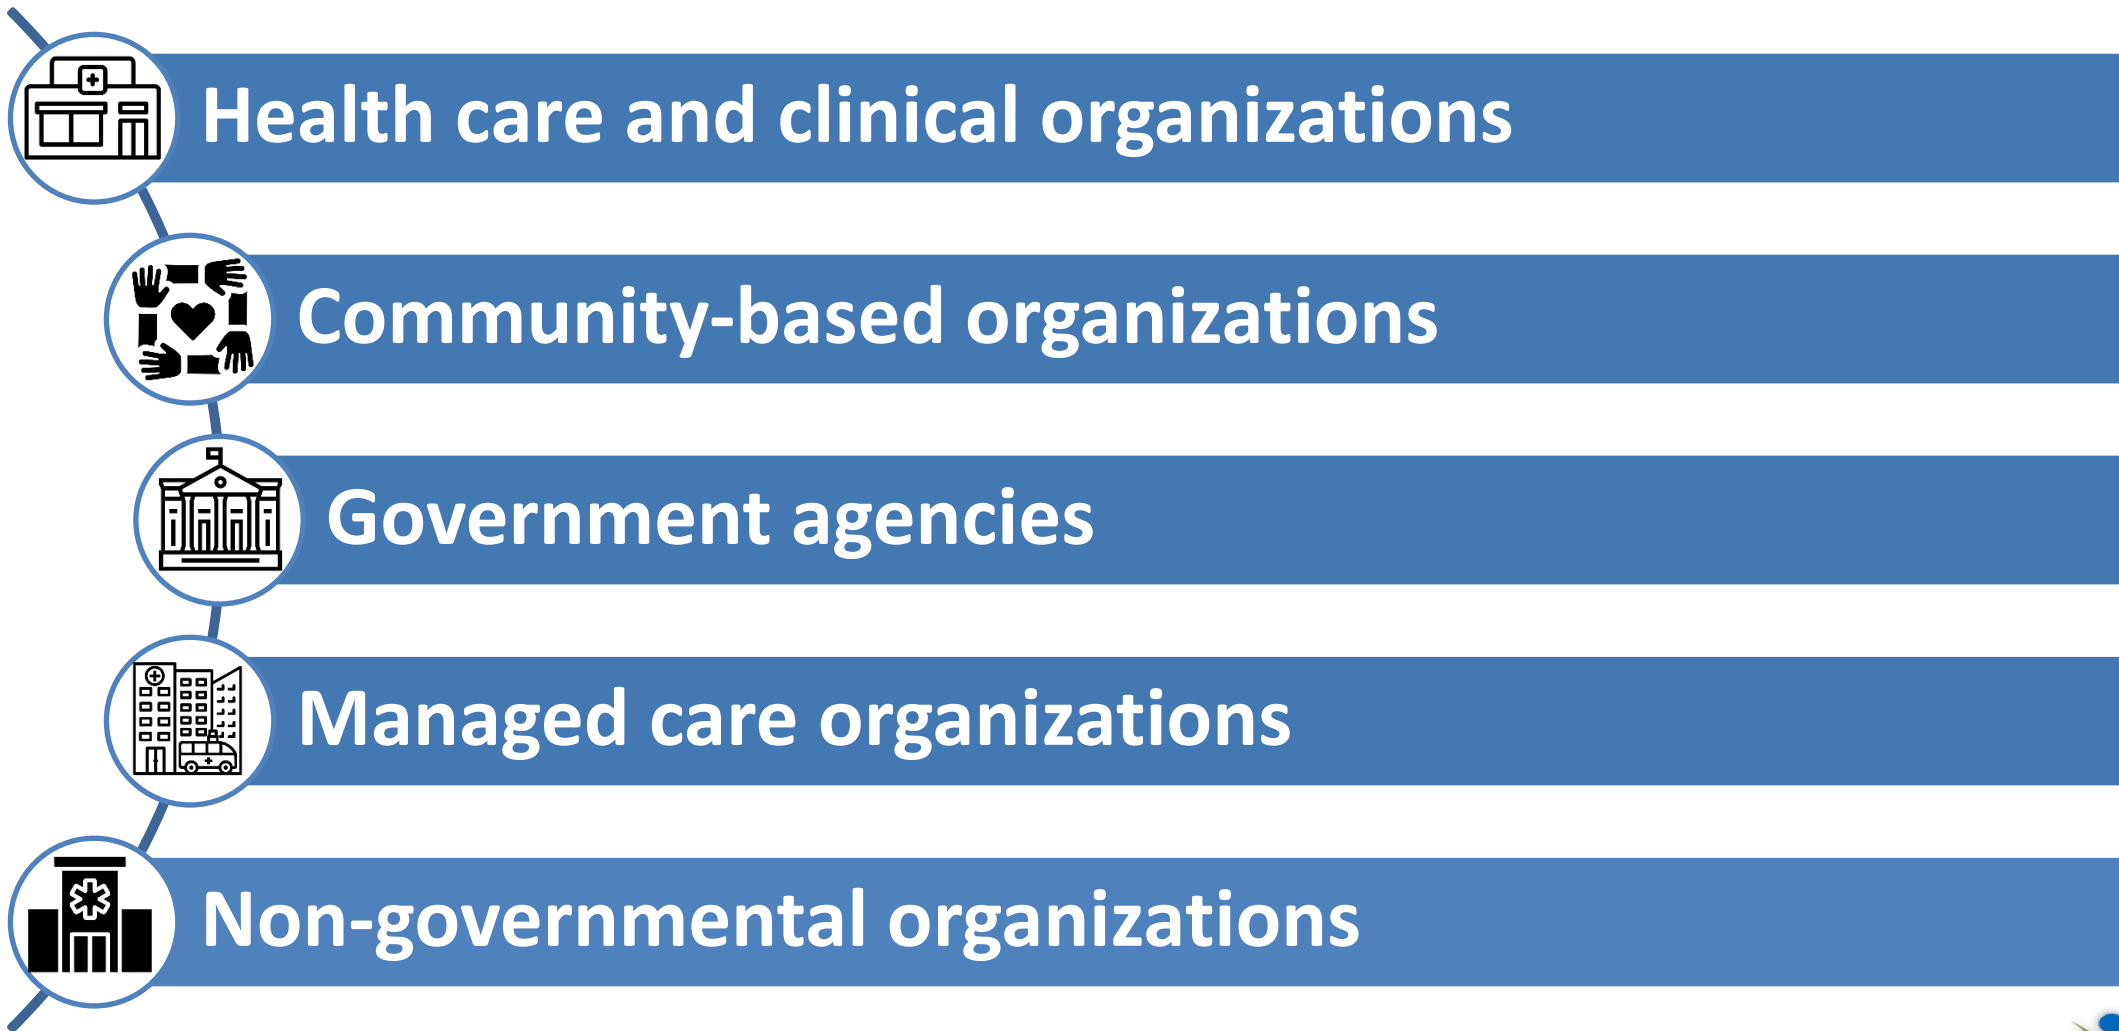 Health care and clinical organizations
Community-based organizations
Government agencies
Managed care organizations
Non-governmental organizations